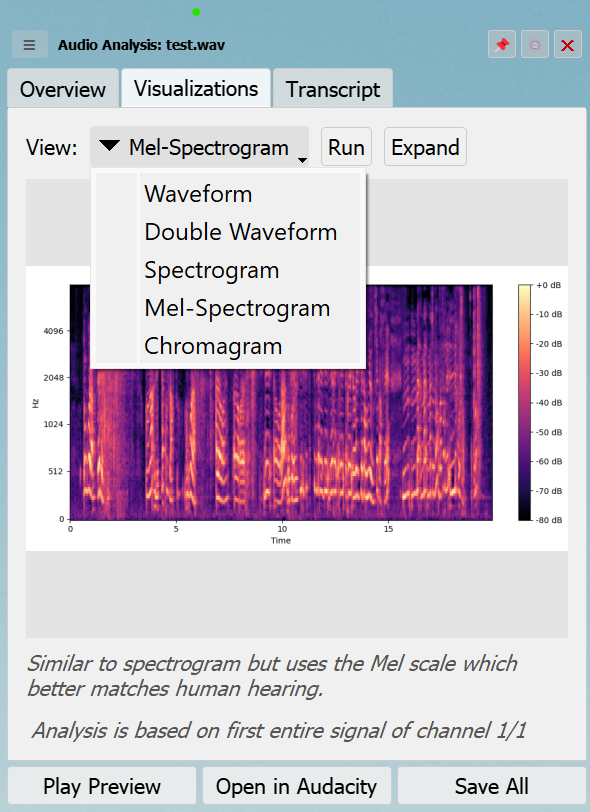 Audio Analysis: test.wav
Overview
Visualizations
Transcript
View:
Mel-Spectrogram
Run
Expand
Waveform
Double Waveform
Spectrogram
Mel-Spectrogram
Chromagram
4096
2048
1024
512
0
Hz
0
5
10
15
Time
+0 dB
-10 dB
-20 dB
-30 dB
-40 dB
-50 dB
-60 dB
-70 dB
-80 dB
Similar to spectrogram but uses the Mel scale which
better matches human hearing.
Analysis is based on first entire signal of channel 1/1
Play Preview
Open in Audacity
Save All